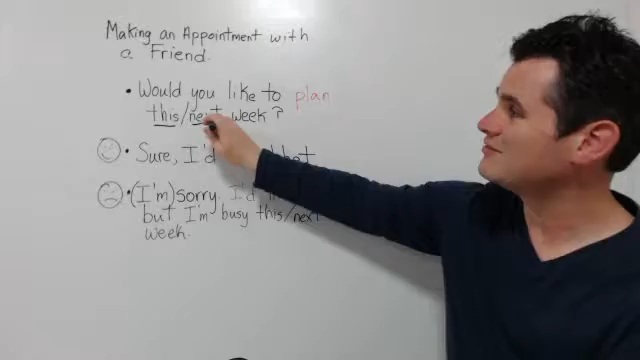 Making an Appointment with
a Friend.
• Would you like to plan
this/next week?
• Sure, I'd
• (I'm) sorry, I'd
but I'm busy this/next
week.